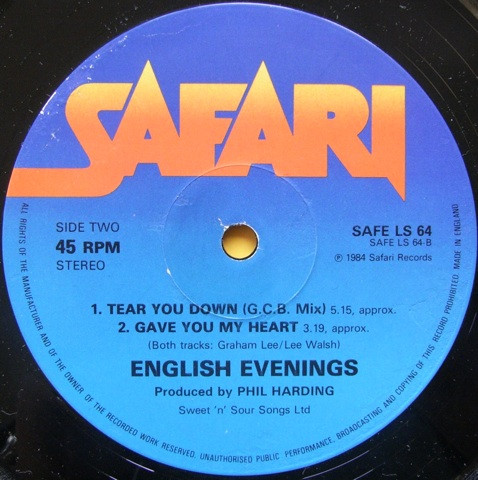 SAFARI
SIDE TWO
45 RPM
STEREO
SAFE LS 64
SAFE LS 64-B
℗ 1984 Safari Records
1. TEAR YOU DOWN (G.C.B. Mix) 5.15, approx.
2. GAVE YOU MY HEART 3.19, approx.
(Both tracks: Graham Lee/Lee Walsh)
ENGLISH EVENINGS
Produced by PHIL HARDING
Sweet 'n' Sour Songs Ltd
ALL RIGHTS OF THE MANUFACTURER AND OF THE OWNER OF THE RECORDED WORK RESERVED. UNAUTHORISED PUBLIC PERFORMANCE, BROADCASTING AND COPYING OF THIS RECORD PROHIBITED. MADE IN ENGLAND